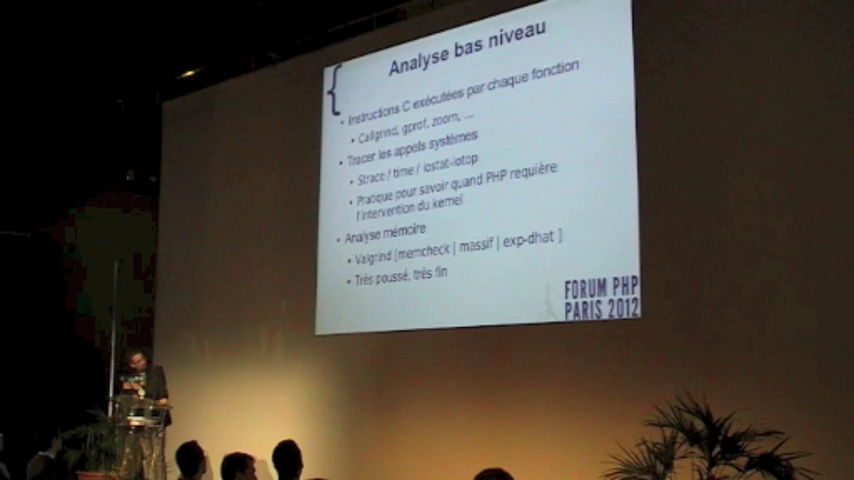 Analyse bas niveau
{
• Instructions C exécutées par chaque fonction
• Callgrind, gprof, zoom, ...
• Tracer les appels systèmes
• Strace / time / iostat-iotop
• Pratique pour savoir quand PHP requière
l'intervention du kernel
• Analyse mémoire
• Valgrind [memcheck | massif | exp-dhat ]
• Très poussé, très fin
FORUM PHP
PARIS 2012